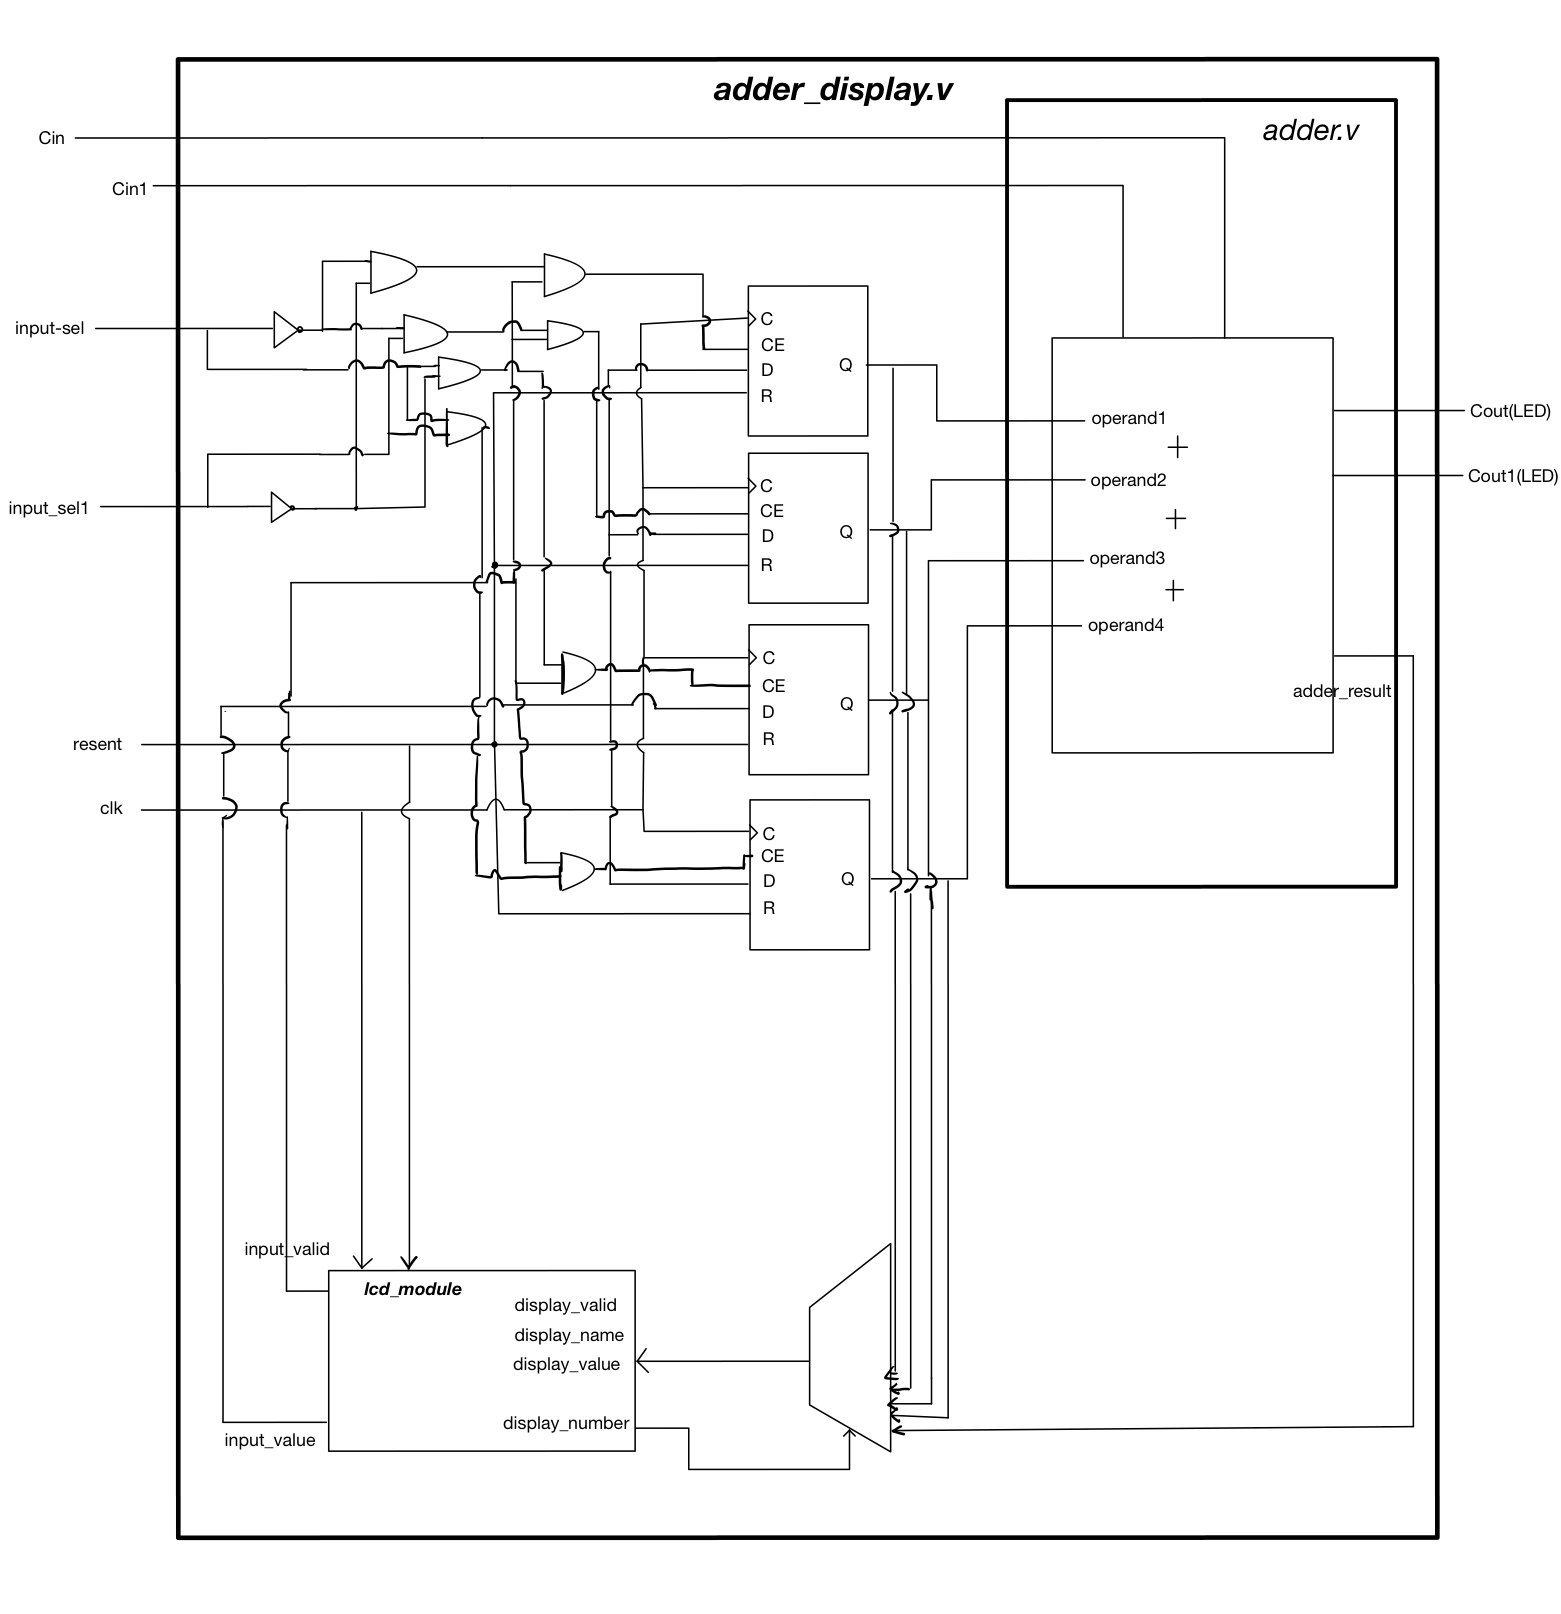 adder_display.v
adder.v
Cin
Cin1
input-sel
C
CE
D
R
Q
operand1
Cout(LED)
+
operand2
Cout1(LED)
input_sel1
C
CE
D
R
Q
+
operand3
+
operand4
C
CE
D
R
Q
adder_result
resent
clk
C
CE
D
R
Q
input_valid
lcd_module
display_valid
display_name
display_value
display_number
input_value